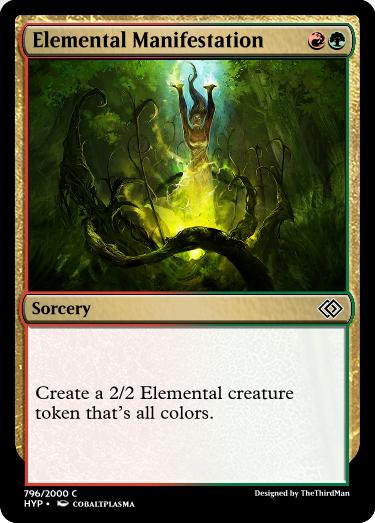 Elemental Manifestation
Sorcery
Create a 2/2 Elemental creature
token that's all colors.
796/2000 C
Designed by TheThirdMan
HYP • COBALTPLASMA